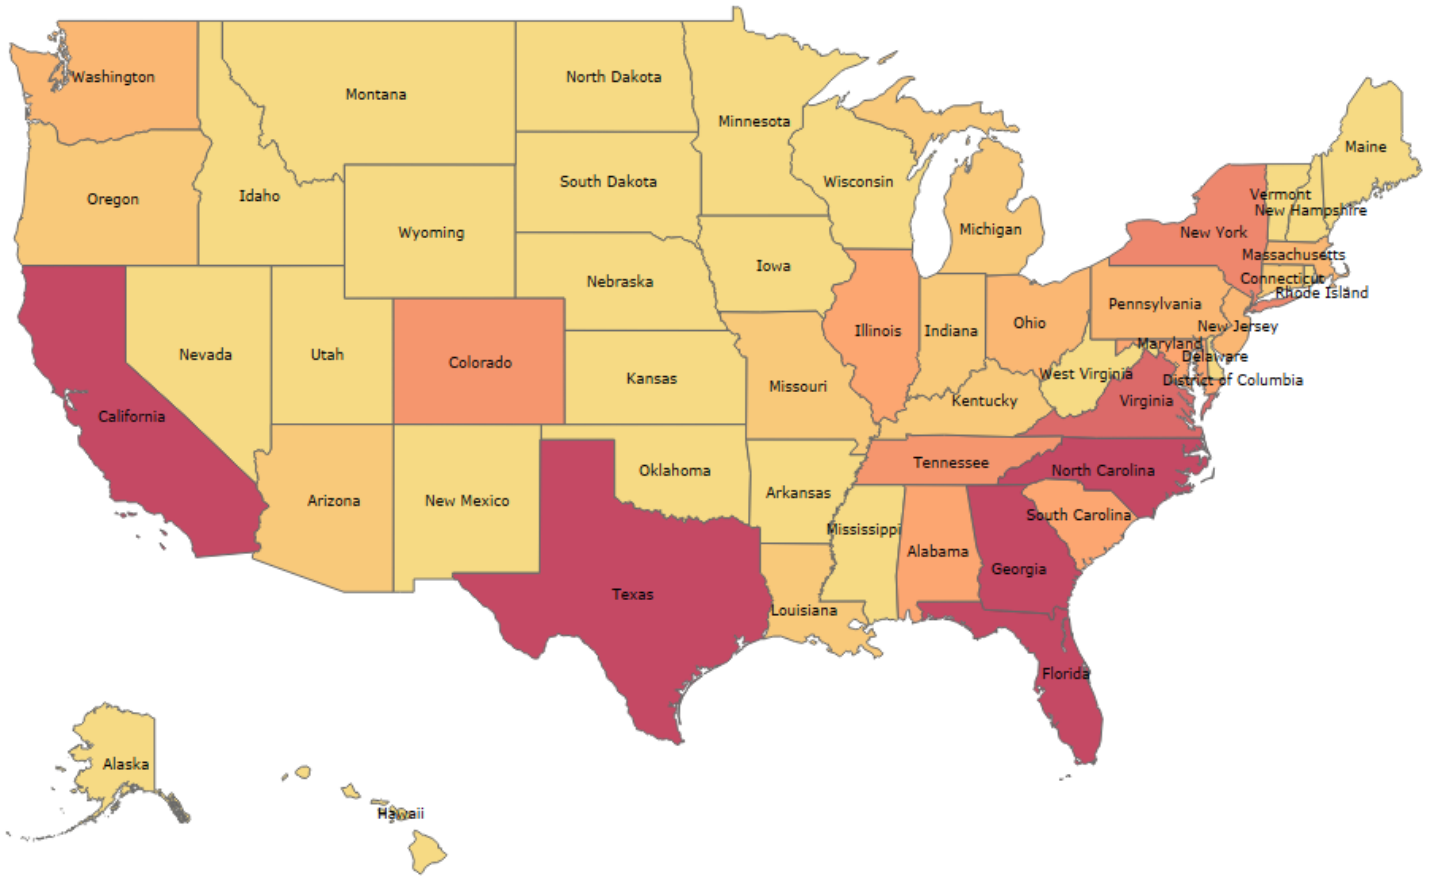 Washington
Montana
North Dakota
Minnesota
Maine
Oregon
Idaho
South Dakota
Wisconsin
Vermont
New Hampshire
Wyoming
Michigan
New York
Massachusetts
Nebraska
Iowa
Connecticut
Rhode Island
Pennsylvania
Nevada
Utah
Colorado
Illinois
Indiana
Ohio
New Jersey
Maryland
Delaware
Kansas
Missouri
West Virginia
District of Columbia
California
Kentucky
Virginia
Arizona
New Mexico
Oklahoma
Tennessee
North Carolina
Arkansas
Mississippi
South Carolina
Alabama
Georgia
Texas
Louisiana
Florida
Alaska
Hawaii